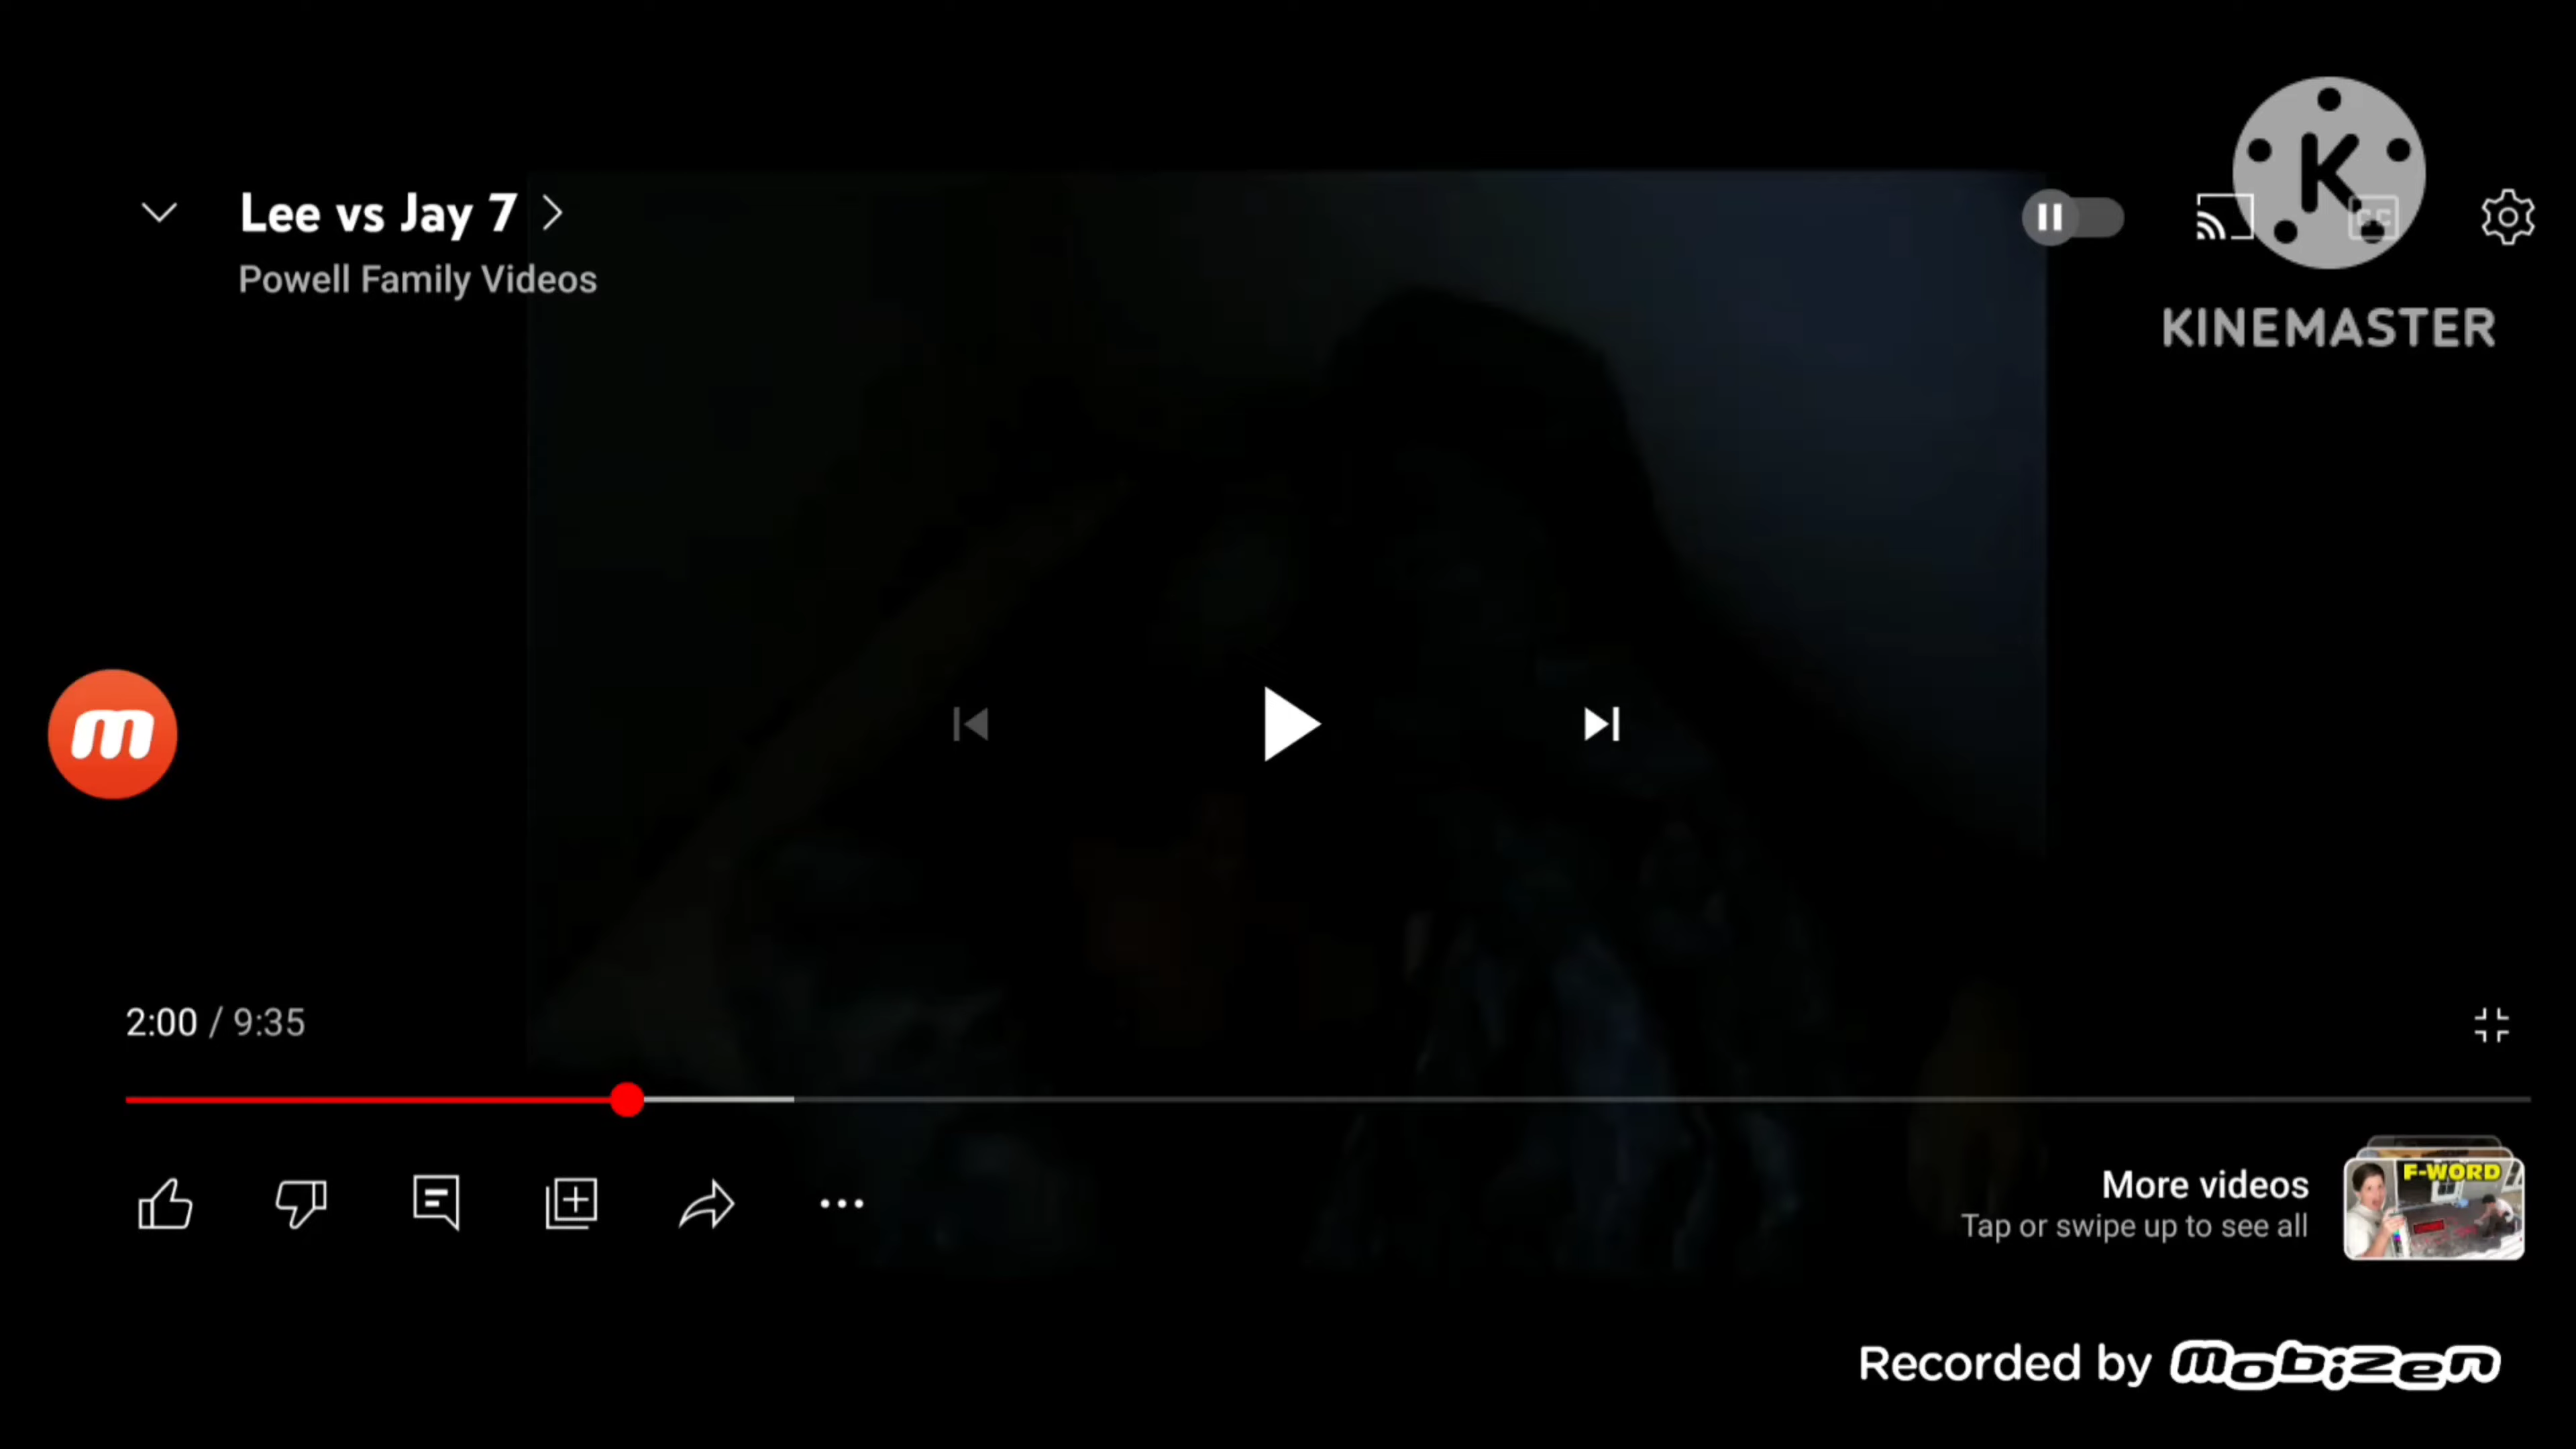 Lee vs Jay 7
Powell Family Videos
K
CC
KINEMASTER
m
2:00 / 9:35
More videos
Tap or swipe up to see all
F-WORD
Recorded by mobizen